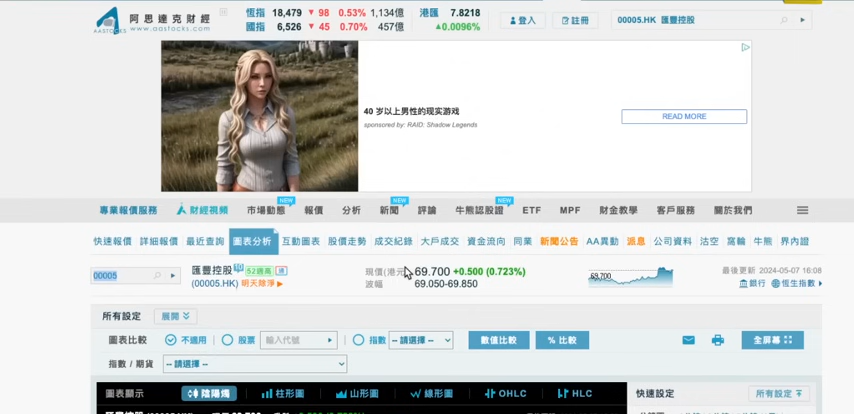 阿思達克財經
www.aastocks.com
AASTOCKS
恆指 18,479 ▼ 98 0.53% 1,134億
國指 6,526 ▼ 45 0.70% 457億
港匯 7.8218
▲0.0096%
登入
註冊
00005.HK 匯豐控股
40 岁以上男性的现实游戏
sponsored by: RAID: Shadow Legends
READ MORE
專業報價服務 財經視頻 市場動態 NEW 報價 分析 新聞 NEW 評論 牛熊認股證 NEW ETF MPF 財金教學 客戶服務 關於我們
快速報價 詳細報價 最近查詢 圖表分析 互動圖表 股價走勢 成交紀錄 大戶成交 資金流向 同業 新聞公告 AA異動 派息 公司資料 沽空 窩輪 牛熊 界內證
00005
匯豐控股 52週高
(00005.HK) 明天除淨
現價(港元) 69.700 +0.500 (0.723%)
波幅 69.050-69.850
69.700
最後更新 2024-05-07 16:08
銀行 恆生指數
所有設定 展開
圖表比較 不適用 股票 輸入代號 指數 -- 請選擇 -- 數值比較 % 比較 全屏幕
指數 / 期貨 -- 請選擇 --
圖表顯示 陰陽燭 柱形圖 山形圖 線形圖 OHLC HLC
快速設定 所有設定